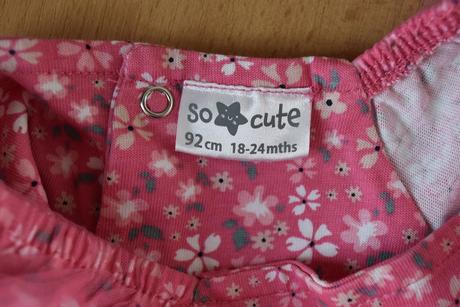 so cute
92cm 18-24mths